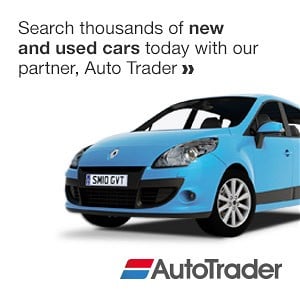 Search thousands of new
and used cars today with our
partner, Auto Trader »
SM10 GVT
AutoTrader